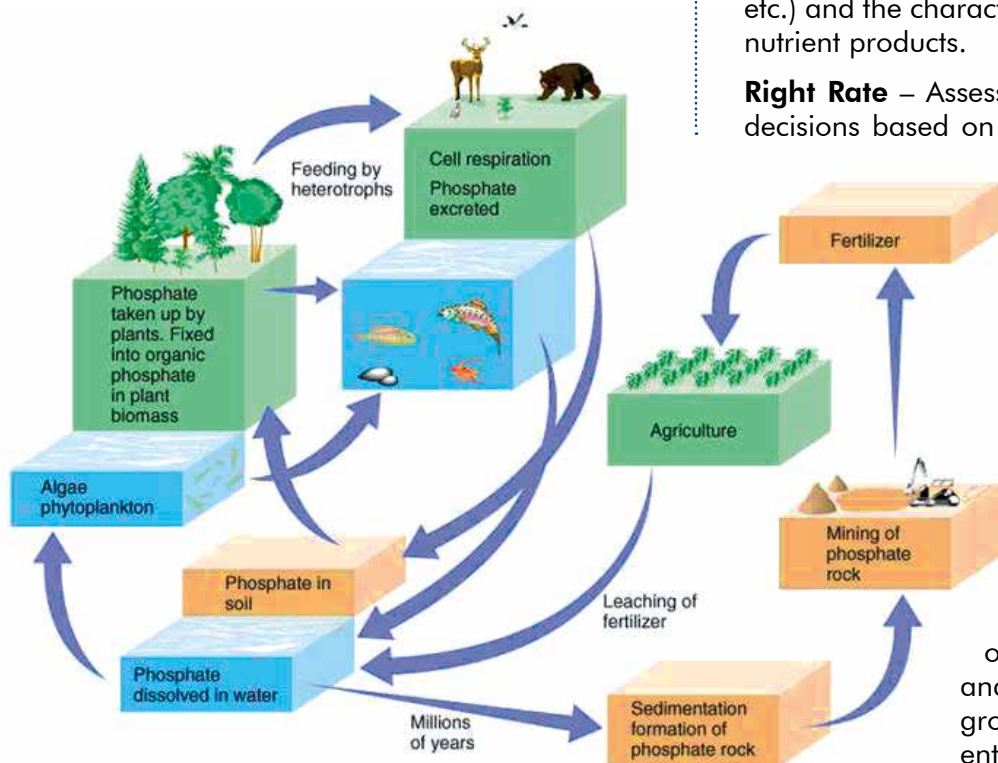 etc.) and the charact
nutrient products.
Right Rate – Assess
decisions based on
Feeding by
heterotrophs
Cell respiration
Phosphate
excreted
Fertilizer
Phosphate
taken up by
plants. Fixed
into organic
phosphate
in plant
biomass
Agriculture
Algae
phytoplankton
Mining of
phosphate
rock
Phosphate in
soil
Leaching of
fertilizer
Phosphate
dissolved in water
Millions
of years
Sedimentation
formation of
phosphate rock
o
and
gro
ent